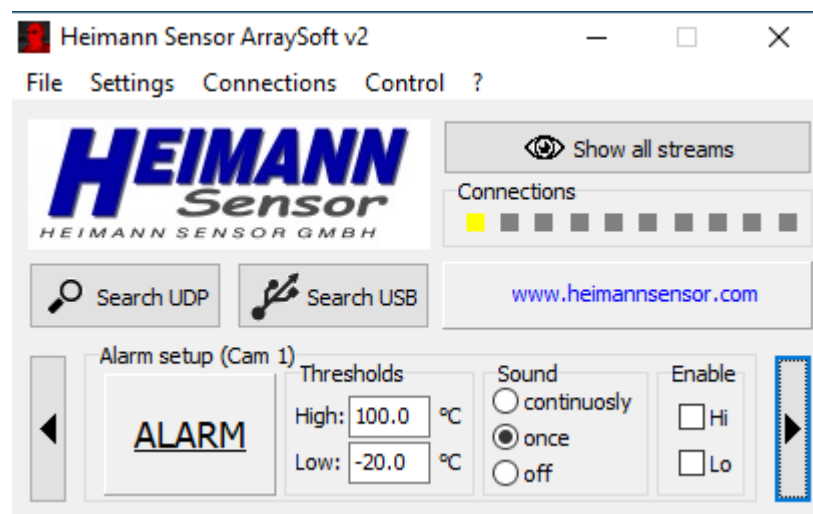 Heimann Sensor ArraySoft v2
File Settings Connections Control ?
HEIMANN
Sensor
HEIMANN SENSOR GMBH
Show all streams
Connections
Search UDP
Search USB
www.heimannsensor.com
Alarm setup (Cam 1)
ALARM
Thresholds
High: 100.0 °C
Low: -20.0 °C
Sound
continuosly
once
off
Enable
Hi
Lo